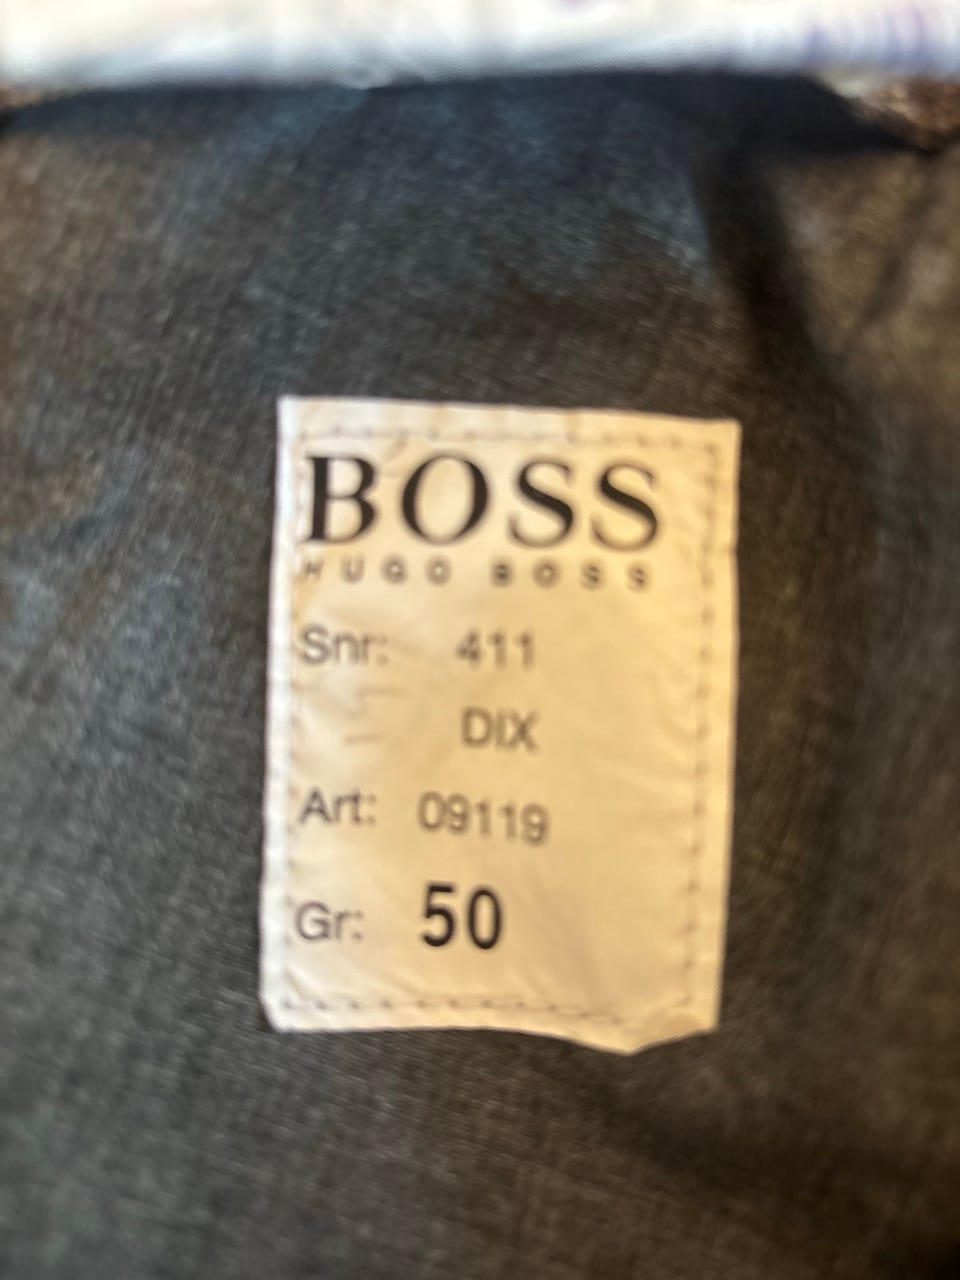 BOSS
HUGO BOSS
Snr: 411
DIX
Art: 09119
Gr: 50